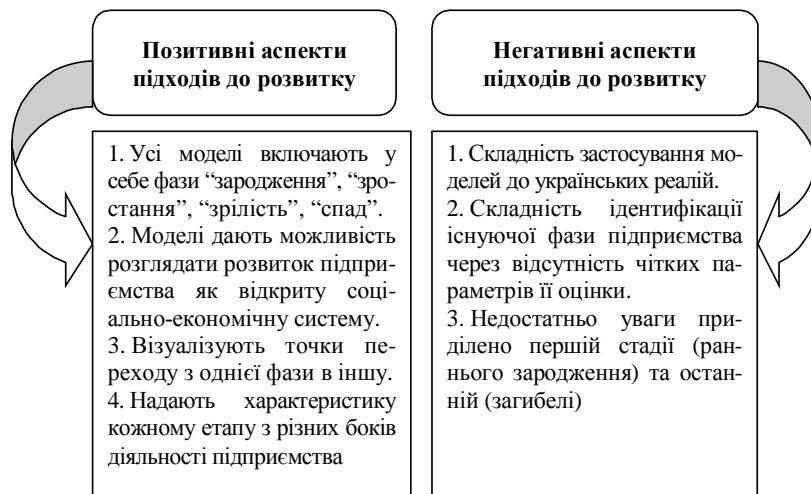 Позитивні аспекти
підходів до розвитку
1. Усі моделі включають у
себе фази “зародження”, “зро-
стання”, “зрілість”, “спад”.
2. Моделі дають можливість
розглядати розвиток підпри-
ємства як відкриту соці-
ально-економічну систему.
3. Візуалізують точки пе-
реходу з однієї фази в іншу.
4. Надають характеристику
кожному етапу з різних боків
діяльності підприємства
Негативні аспекти
підходів до розвитку
1. Складність застосування мо-
делей до українських реалій.
2. Складність ідентифікації
існуючої фази підприємства
через відсутність чітких па-
раметрів її оцінки.
3. Недостатньо уваги при-
ділено першій стадії (ран-
нього зародження) та остан-
ній (загибелі)